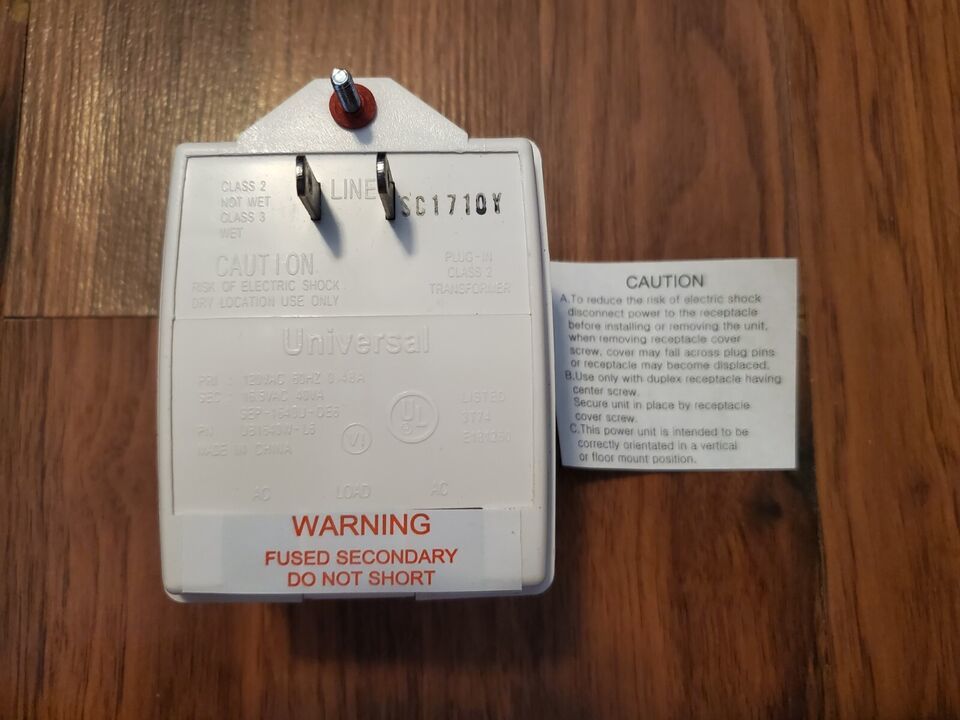 CLASS 2
NOT WET
CLASS 3
WET
LINE
SC1710Y
CAUTION
RISK OF ELECTRIC SHOCK
DRY LOCATION USE ONLY
PLUG-IN
CLASS 2
TRANSFORMER
Universal
PRI : 120VAC 60HZ 0.48A
SEC 16.5VAC 40VA
P/N UB1640W-L6
MADE IN CHINA
VI
UL
LISTED
3T74
AC LOAD AC
WARNING
FUSED SECONDARY
DO NOT SHORT
CAUTION
A.To reduce the risk of electric shock
disconnect power to the receptacle
before installing or removing the unit,
when removing receptacle cover
screw, cover may fall across plug pins
or receptacle may become displaced.
B.Use only with duplex receptacle having
center screw.
Secure unit in place by receptacle
cover screw.
C.This power unit is intended to be
correctly orientated in a vertical
or floor mount position.